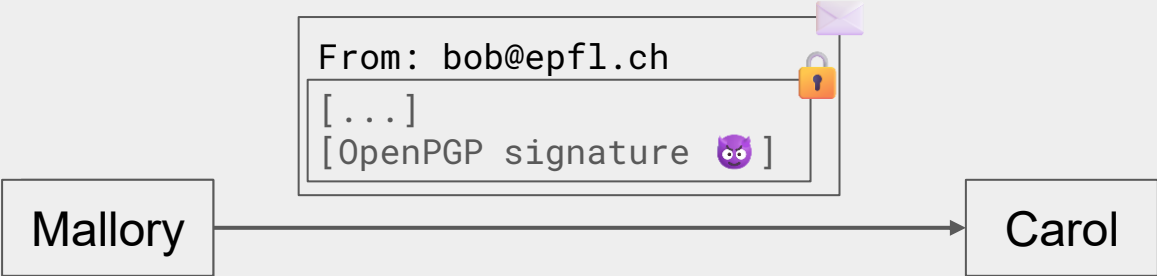 From: bob@epfl.ch
[...]
[OpenPGP signature 😈]
Mallory
Carol